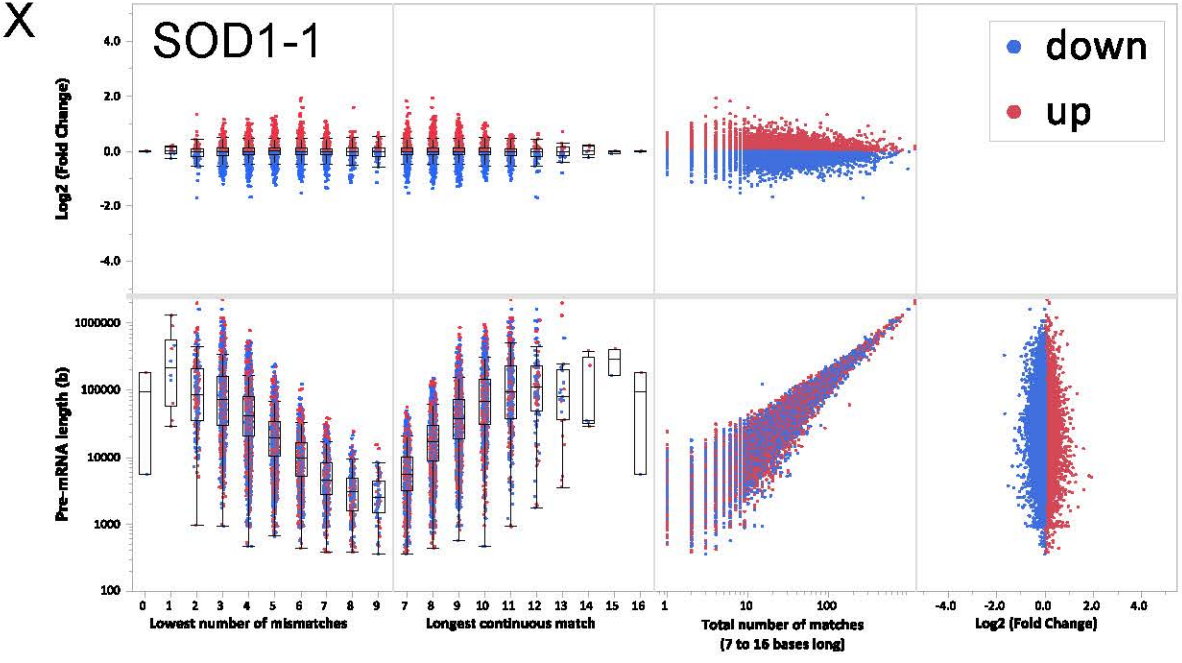 X
SOD1-1
down
up
Log2 (Fold Change)
4.0
2.0
0.0
-2.0
-4.0
Pre-mRNA length (b)
1000000
100000
10000
1000
100
0 1 2 3 4 5 6 7 8 9 7 8 9 10 11 12 13 14 15 16 1 10 100 -4.0 -2.0 0.0 2.0 4.0
Lowest number of mismatches Longest continuous match Total number of matches Log2 (Fold Change)
(7 to 16 bases long)